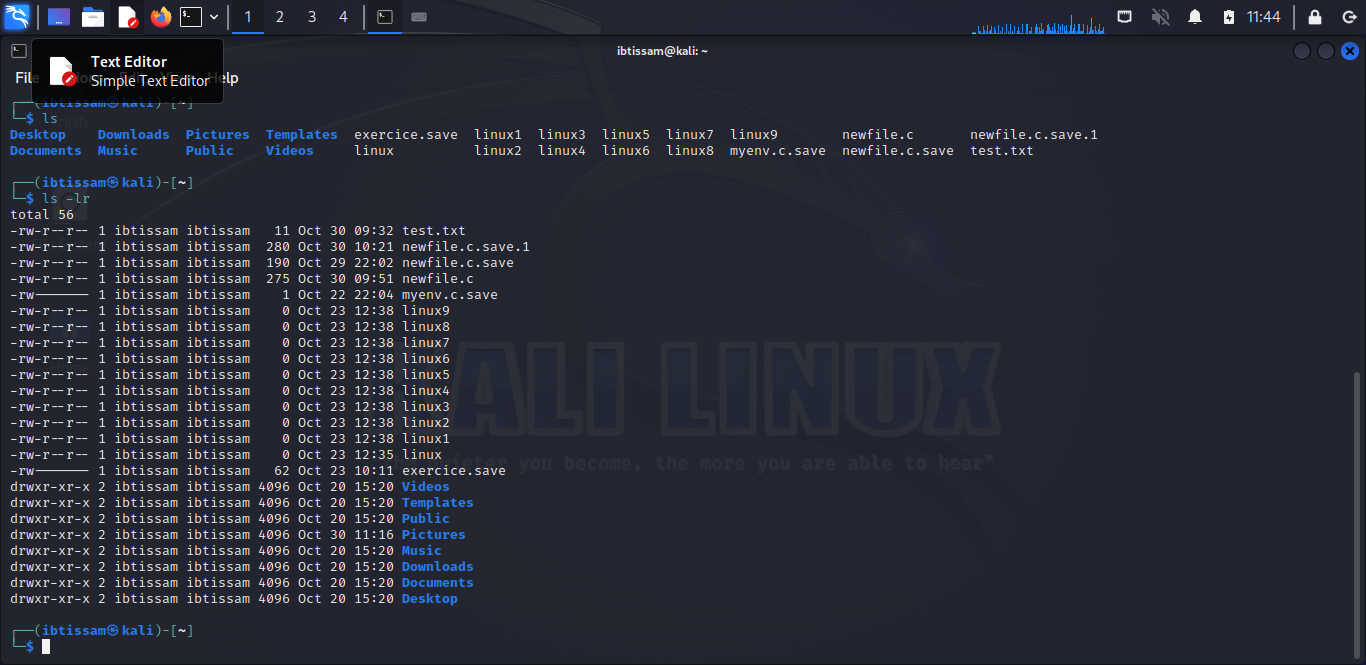 1 2 3 4 11:44
ibtissam@kali: ~
Text Editor
Simple Text Editor
File Help
(ibtissam㉿kali)-[~]
$ ls
Desktop Downloads Pictures Templates exercice.save linux1 linux3 linux5 linux7 linux9 newfile.c newfile.c.save.1
Documents Music Public Videos linux linux2 linux4 linux6 linux8 myenv.c.save newfile.c.save test.txt
(ibtissam㉿kali)-[~]
$ ls -lr
total 56
-rw-r--r-- 1 ibtissam ibtissam 11 Oct 30 09:32 test.txt
-rw-r--r-- 1 ibtissam ibtissam 280 Oct 30 10:21 newfile.c.save.1
-rw-r--r-- 1 ibtissam ibtissam 190 Oct 29 22:02 newfile.c.save
-rw-r--r-- 1 ibtissam ibtissam 275 Oct 30 09:51 newfile.c
-rw------- 1 ibtissam ibtissam 1 Oct 22 22:04 myenv.c.save
-rw-r--r-- 1 ibtissam ibtissam 0 Oct 23 12:38 linux9
-rw-r--r-- 1 ibtissam ibtissam 0 Oct 23 12:38 linux8
-rw-r--r-- 1 ibtissam ibtissam 0 Oct 23 12:38 linux7
-rw-r--r-- 1 ibtissam ibtissam 0 Oct 23 12:38 linux6
-rw-r--r-- 1 ibtissam ibtissam 0 Oct 23 12:38 linux5
-rw-r--r-- 1 ibtissam ibtissam 0 Oct 23 12:38 linux4
-rw-r--r-- 1 ibtissam ibtissam 0 Oct 23 12:38 linux3
-rw-r--r-- 1 ibtissam ibtissam 0 Oct 23 12:38 linux2
-rw-r--r-- 1 ibtissam ibtissam 0 Oct 23 12:38 linux1
-rw-r--r-- 1 ibtissam ibtissam 0 Oct 23 12:35 linux
-rw------- 1 ibtissam ibtissam 62 Oct 23 10:11 exercice.save
drwxr-xr-x 2 ibtissam ibtissam 4096 Oct 20 15:20 Videos
drwxr-xr-x 2 ibtissam ibtissam 4096 Oct 20 15:20 Templates
drwxr-xr-x 2 ibtissam ibtissam 4096 Oct 20 15:20 Public
drwxr-xr-x 2 ibtissam ibtissam 4096 Oct 30 11:16 Pictures
drwxr-xr-x 2 ibtissam ibtissam 4096 Oct 20 15:20 Music
drwxr-xr-x 2 ibtissam ibtissam 4096 Oct 20 15:20 Downloads
drwxr-xr-x 2 ibtissam ibtissam 4096 Oct 20 15:20 Documents
drwxr-xr-x 2 ibtissam ibtissam 4096 Oct 20 15:20 Desktop
(ibtissam㉿kali)-[~]
$
KALI LINUX
you become, the more you are able to hear"